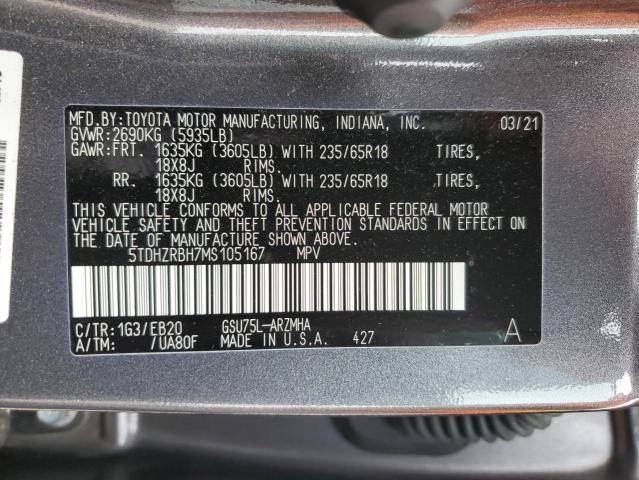 MFD.BY:TOYOTA MOTOR MANUFACTURING, INDIANA, INC. 03/21
GVWR:2690KG (5935LB)
GAWR:FRT. 1635KG (3605LB) WITH 235/65R18 TIRES,
18X8J RIMS.
RR. 1635KG (3605LB) WITH 235/65R18 TIRES,
18X8J RIMS.
THIS VEHICLE CONFORMS TO ALL APPLICABLE FEDERAL MOTOR
VEHICLE SAFETY AND THEFT PREVENTION STANDARDS IN EFFECT
ON THE DATE OF MANUFACTURE SHOWN ABOVE.
5TDHZRBH7MS105167 MPV
C/TR:1G3/EB20 GSU75L-ARZMHA
A/TM: /UA80F MADE IN U.S.A. 427 A